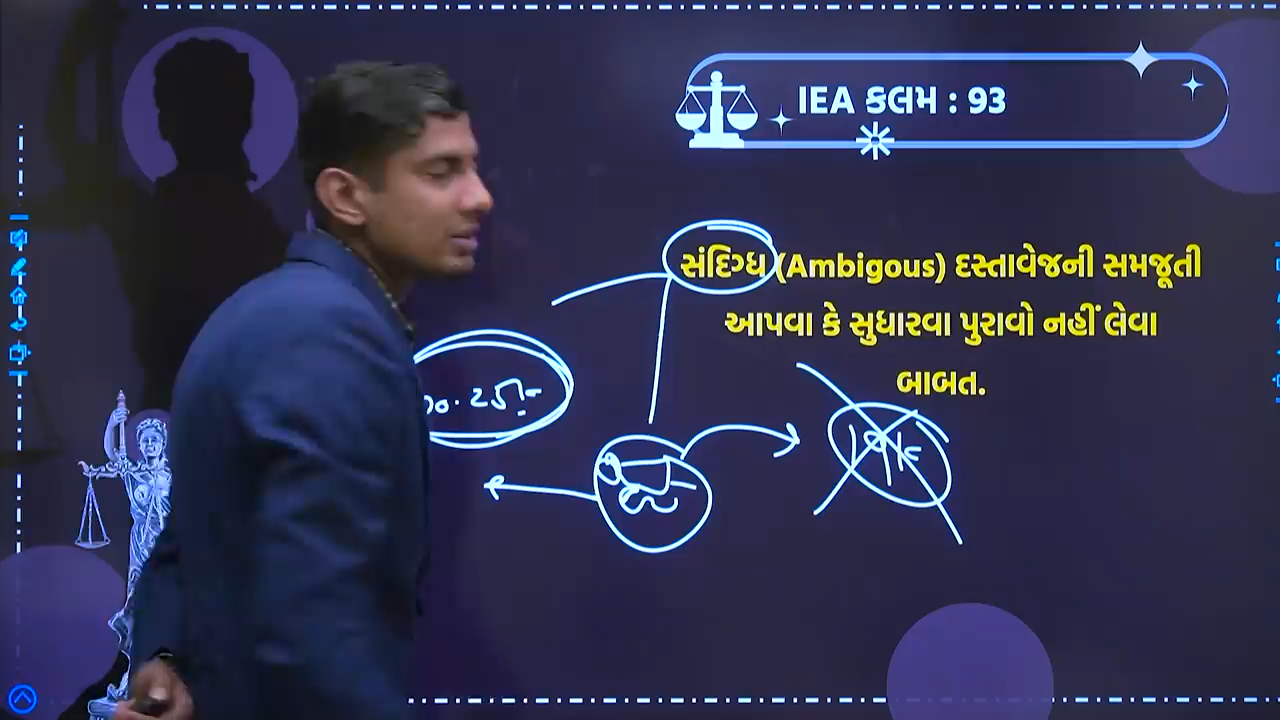 IEA કલમ : 93
સંદિગ્ધ (Ambigous) દસ્તાવેજની સમજૂતી
આપવા કે સુધારવા પુરાવો નહીં લેવા
બાબત.